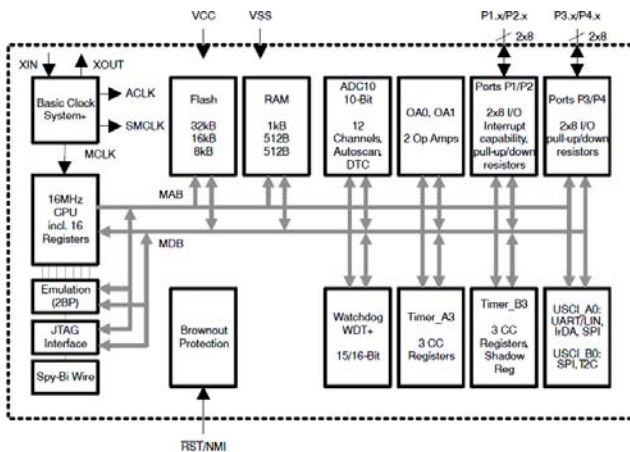 VCC
VSS
P1.x/P2.x
P3.x/P4.x
2x8
2x8
XIN
XOUT
Basic Clock
System+
ACLK
SMCLK
MCLK
Flash
32kB
16kB
8kB
RAM
1kB
512B
512B
ADC10
10-Bit
12
Channels,
Autoscan,
DTC
OA0, OA1
2 Op Amps
Ports P1/P2
2x8 I/O
Interrupt
capability,
pull-up/down
resistors
Ports P3/P4
2x8 I/O
pull-up/down
resistors
16MHz
CPU
incl. 16
Registers
MAB
MDB
Emulation
(2BP)
JTAG
Interface
Spy-Bi Wire
Brownout
Protection
Watchdog
WDT+
15/16-Bit
Timer_A3
3 CC
Registers
Timer_B3
3 CC
Registers,
Shadow
Reg
USCI_A0:
UART/LIN,
IrDA, SPI
USCI_B0:
SPI, I2C
RST/NMI